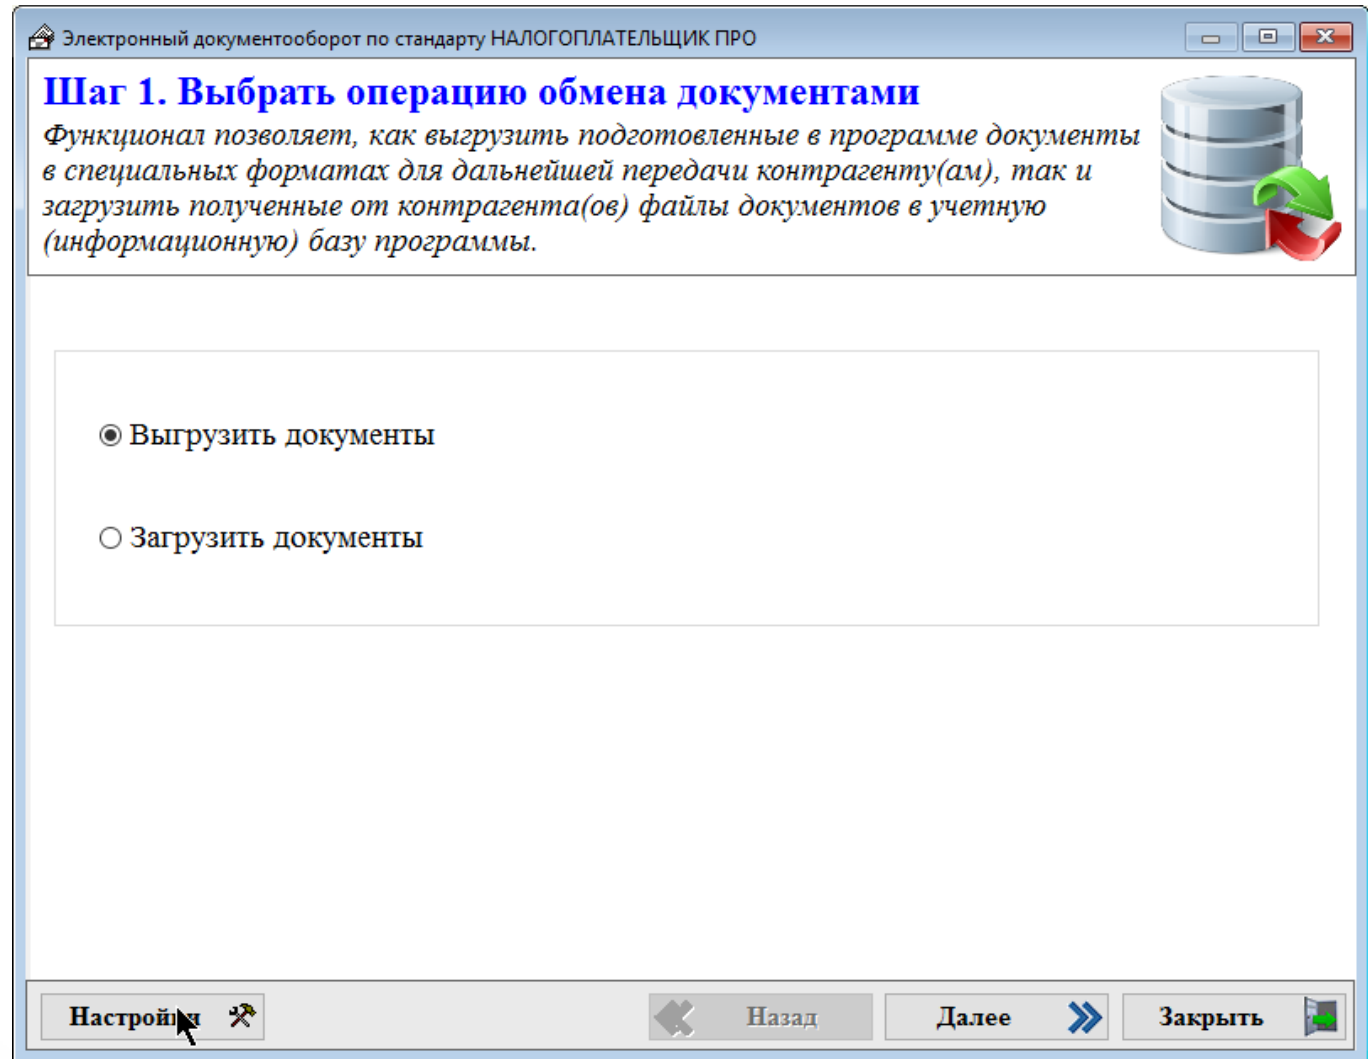 Электронный документооборот по стандарту НАЛОГОПЛАТЕЛЬЩИК ПРО
Шаг 1. Выбрать операцию обмена документами
Функционал позволяет, как выгрузить подготовленные в программе документы
в специальных форматах для дальнейшей передачи контрагенту(ам), так и
загрузить полученные от контрагента(ов) файлы документов в учетную
(информационную) базу программы.
Выгрузить документы
Загрузить документы
Настройки
Назад
Далее
Закрыть